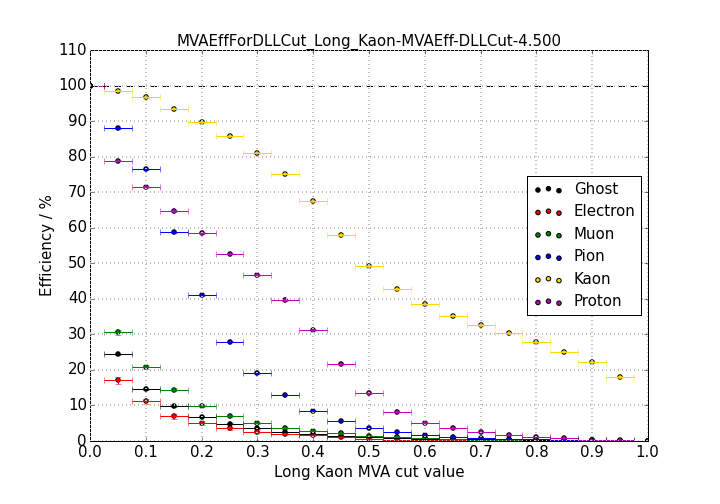 MVAEffForDLLCut_Long_Kaon-MVAEff-DLLCut-4.500
110
100
90
80
70
60
50
40
30
20
10
0
Efficiency / %
Ghost
Electron
Muon
Pion
Kaon
Proton
0.0 0.1 0.2 0.3 0.4 0.5 0.6 0.7 0.8 0.9 1.0
Long Kaon MVA cut value